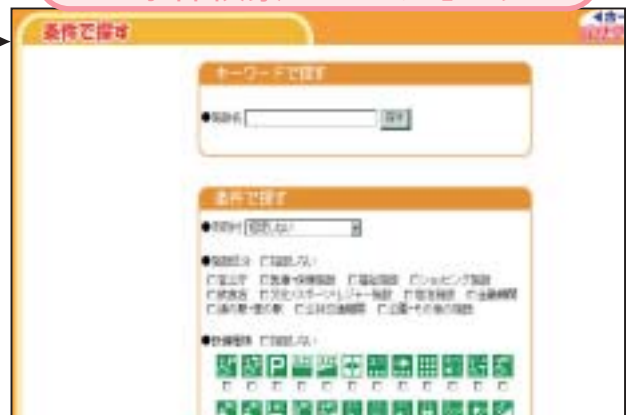 条件で探す
キーワードで探す
●施設名 探す
条件で探す
●市町村 指定しない
●施設区分 □指定しない
□官公庁 □医療・保健施設 □福祉施設 □ショッピング施設
□飲食店 □文化・スポーツ・レジャー施設 □宿泊施設 □金融機関
□道の駅・里の駅 □公共交通機関 □公園・その他の施設
●設備種類 □指定しない
P